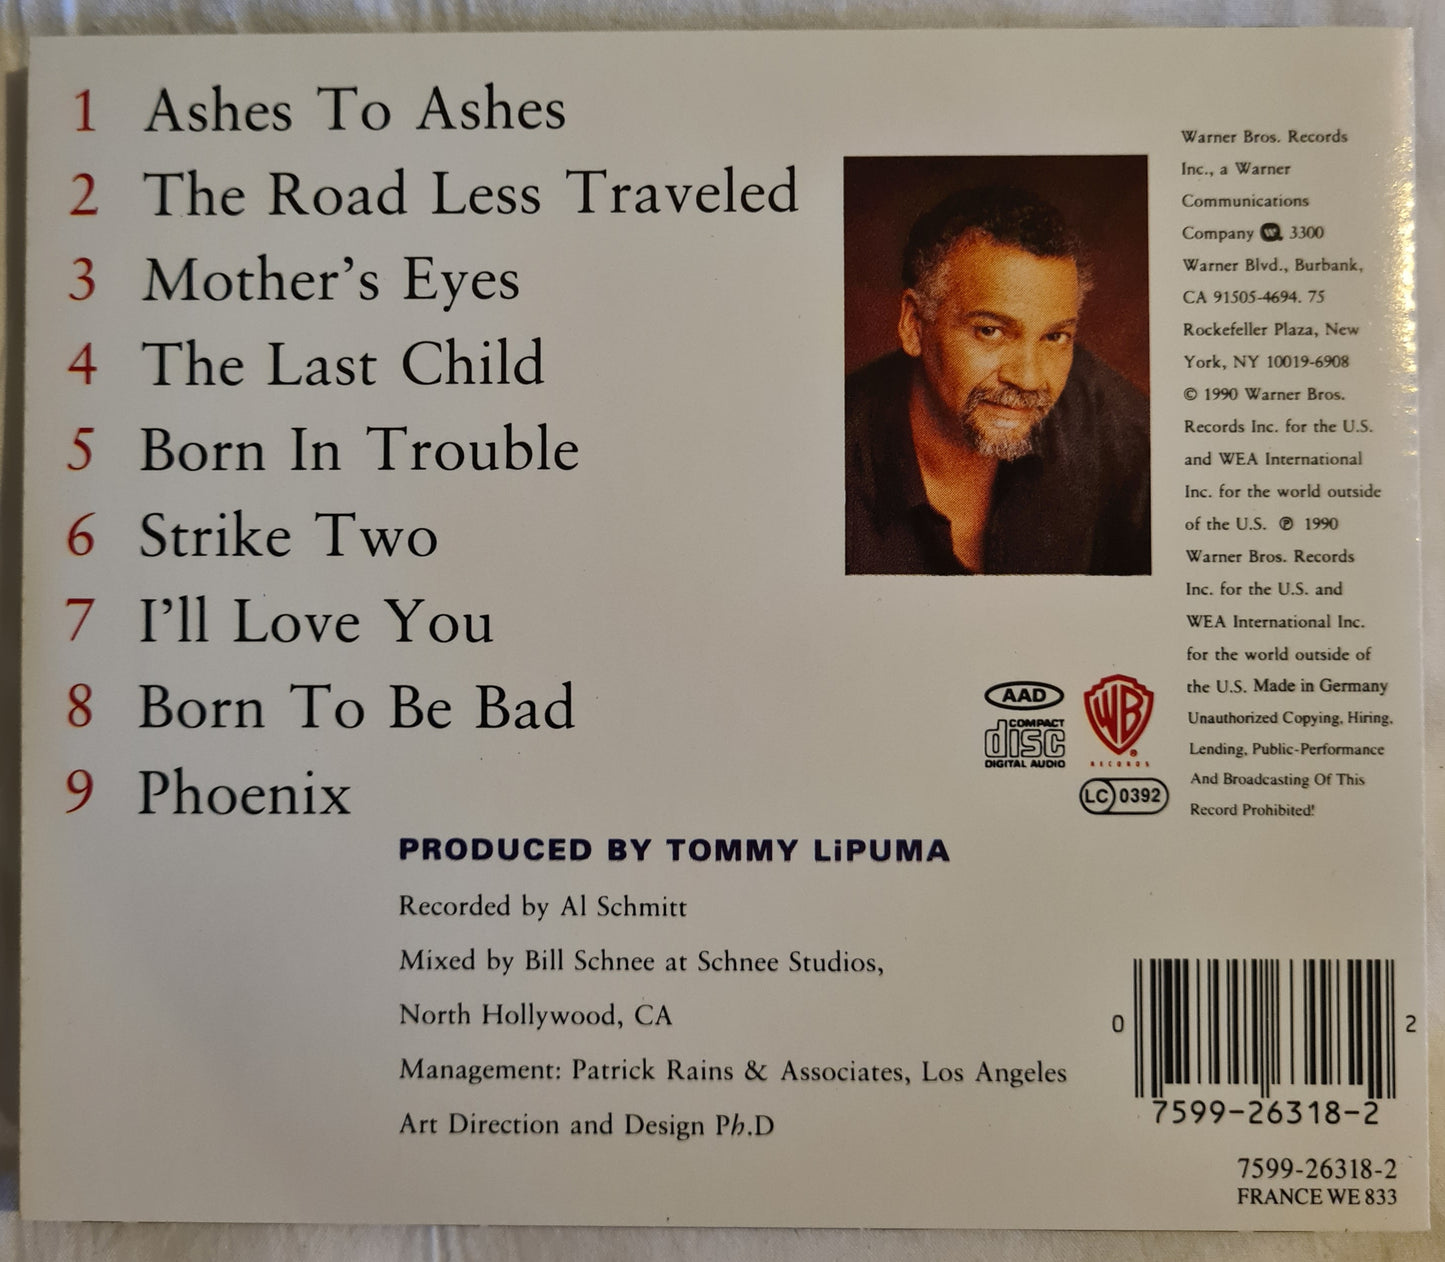 1 Ashes To Ashes
2 The Road Less Traveled
3 Mother's Eyes
4 The Last Child
5 Born In Trouble
6 Strike Two
7 I'll Love You
8 Born To Be Bad
9 Phoenix
PRODUCED BY TOMMY LiPUMA
Recorded by Al Schmitt
Mixed by Bill Schnee at Schnee Studios,
North Hollywood, CA
Management: Patrick Rains & Associates, Los Angeles
Art Direction and Design Ph.D
Warner Bros. Records
Inc., a Warner
Communications
Company W 3300
Warner Blvd., Burbank,
CA 91505-4694. 75
Rockefeller Plaza, New
York, NY 10019-6908
© 1990 Warner Bros.
Records Inc. for the U.S.
and WEA International
Inc. for the world outside
of the U.S. ℗ 1990
Warner Bros. Records
Inc. for the U.S. and
WEA International Inc.
for the world outside of
the U.S. Made in Germany
Unauthorized Copying, Hiring,
Lending, Public-Performance
And Broadcasting Of This
Record Prohibited!
AAD
COMPACT
disc
DIGITAL AUDIO
WB
RECORDS
LC 0392
0 2
7599-26318-2
7599-26318-2
FRANCE WE 833